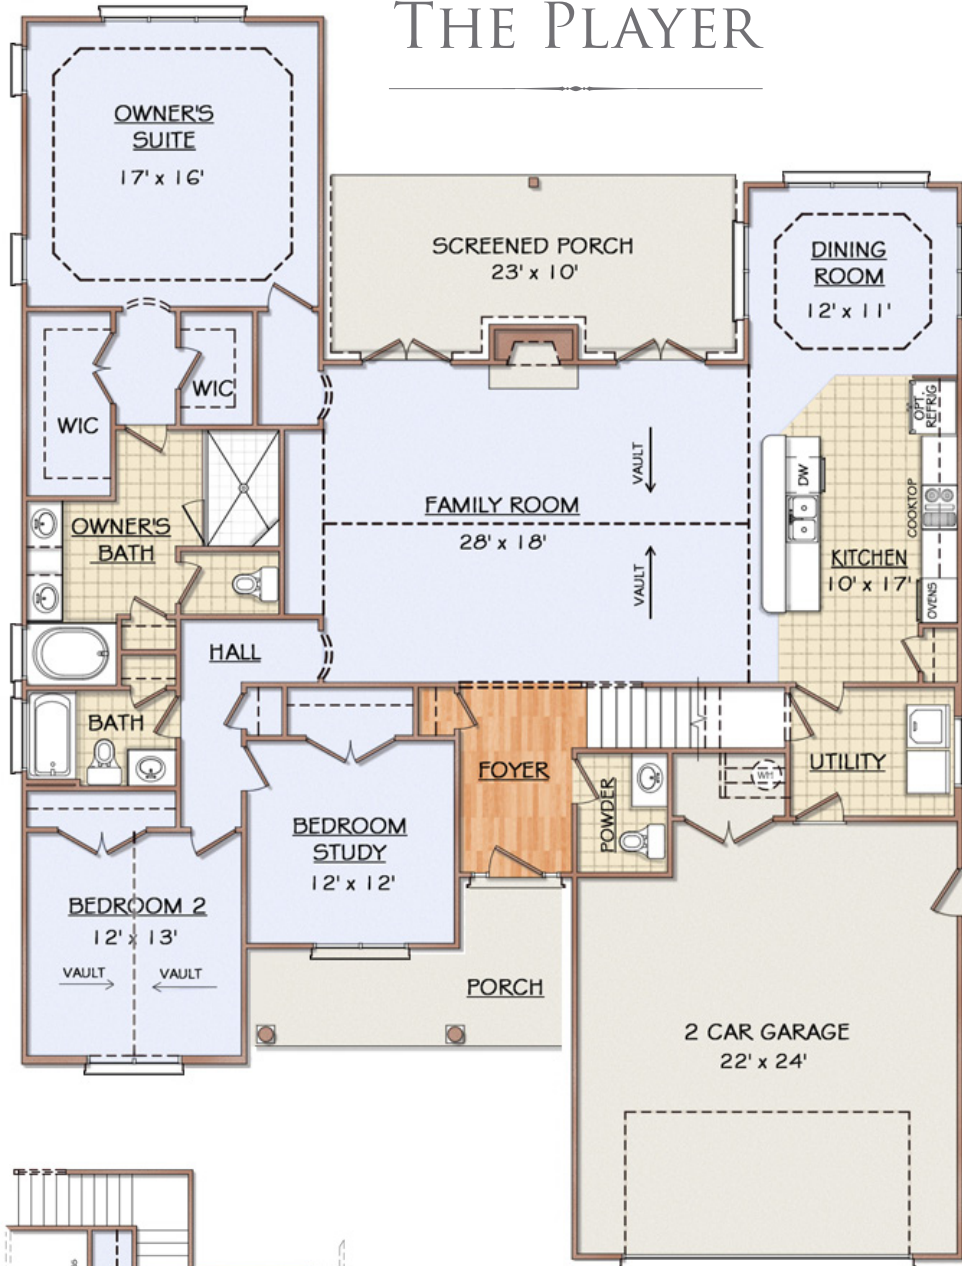 THE PLAYER
OWNER'S
SUITE
17' x 16'
SCREENED PORCH
23' x 10'
DINING
ROOM
12' x 11'
WIC
WIC
OPT.
REFRIG
VAULT
DW
COOKTOP
FAMILY ROOM
28' x 18'
OWNER'S
BATH
KITCHEN
10' x 17'
VAULT
OVENS
HALL
BATH
FOYER
WH
UTILITY
POWDER
BEDROOM
STUDY
12' x 12'
BEDROOM 2
12' x 13'
VAULT
VAULT
PORCH
2 CAR GARAGE
22' x 24'